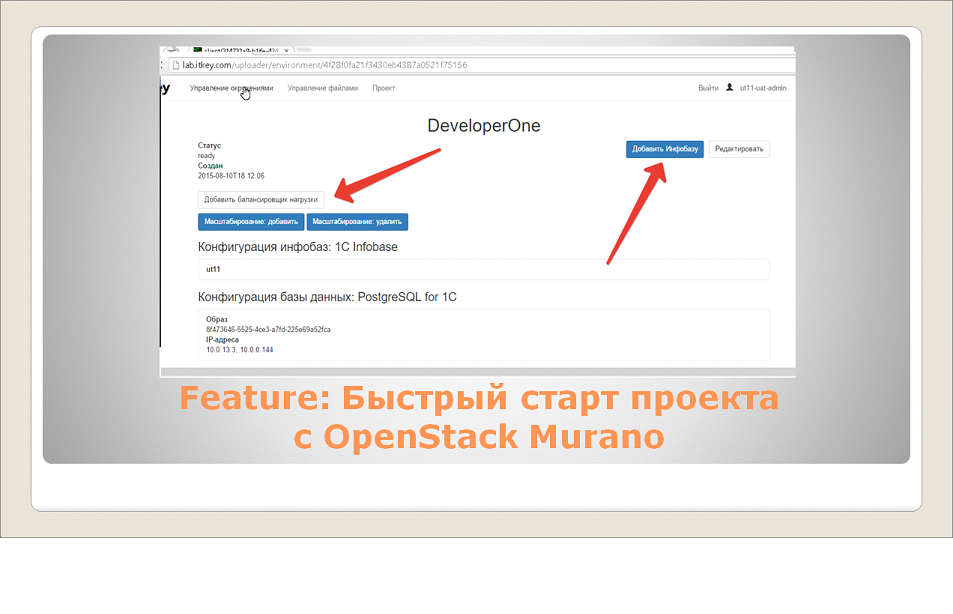 lab.itkey.com/uploader/environment/4f28f0fa21f3430eb4387a0521f75156
Управление окружениями Управление файлами Проект Выйти ut11-uat-admin
DeveloperOne
Добавить Инфобазу Редактировать
Статус
ready
Создан
2015-08-10T18:12:06
Добавить балансировщик нагрузки
Масштабирование: добавить Масштабирование: удалить
Конфигурация инфобаз: 1C Infobase
ut11
Конфигурация базы данных: PostgreSQL for 1C
Образ
8f473646-5525-4ce3-a7fd-225e69a52fca
IP-адреса
10.0.13.3, 10.0.0.144
Feature: Быстрый старт проекта
с OpenStack Murano